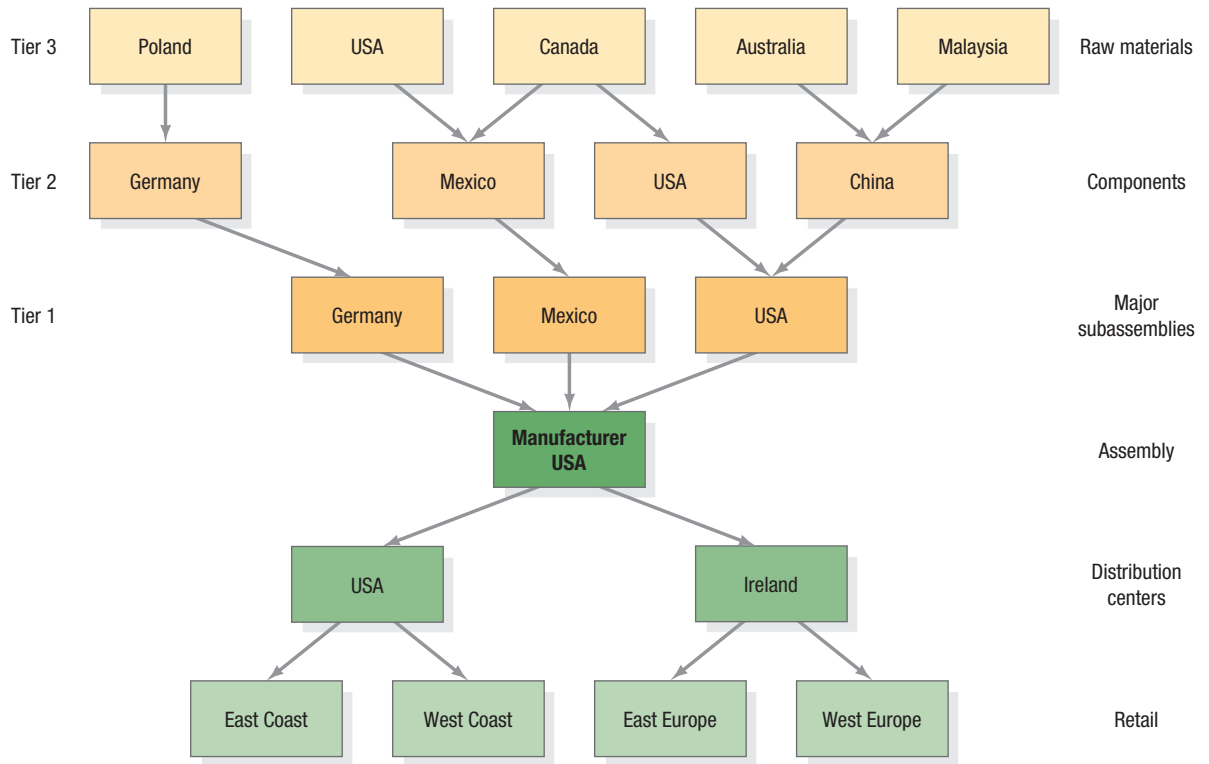 Tier 3
Poland
USA
Canada
Australia
Malaysia
Raw materials
Tier 2
Germany
Mexico
USA
China
Components
Tier 1
Germany
Mexico
USA
Major
subassemblies
Manufacturer
USA
Assembly
USA
Ireland
Distribution
centers
East Coast
West Coast
East Europe
West Europe
Retail